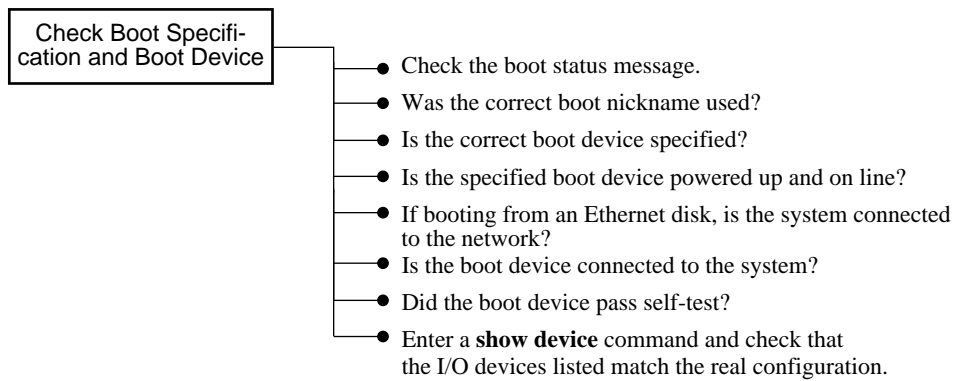 Check Boot Specifi-
cation and Boot Device
Check the boot status message.
Was the correct boot nickname used?
Is the correct boot device specified?
Is the specified boot device powered up and on line?
If booting from an Ethernet disk, is the system connected
to the network?
Is the boot device connected to the system?
Did the boot device pass self-test?
Enter a show device command and check that
the I/O devices listed match the real configuration.